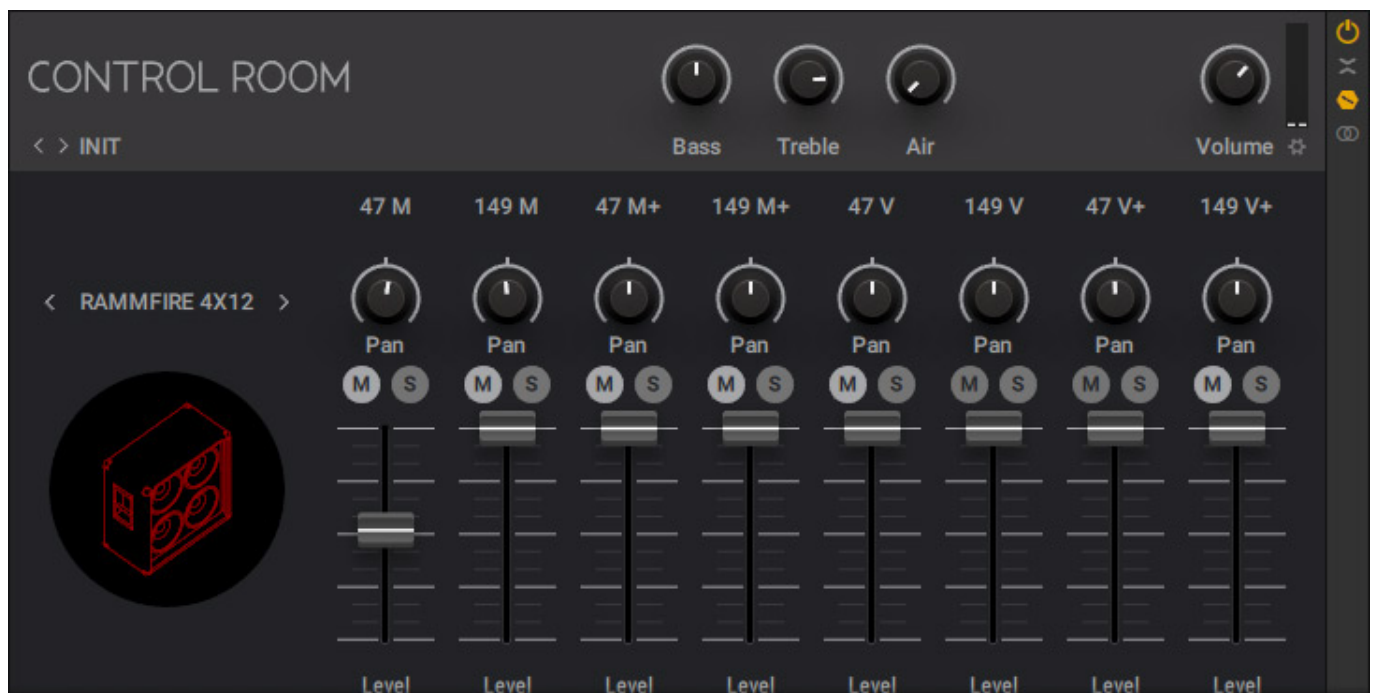 CONTROL ROOM
Bass Treble Air Volume
< > INIT
47 M 149 M 47 M+ 149 M+ 47 V 149 V 47 V+ 149 V+
< RAMMFIRE 4X12 >
Pan Pan Pan Pan Pan Pan Pan Pan
M S M S M S M S M S M S M S M S
Level Level Level Level Level Level Level Level